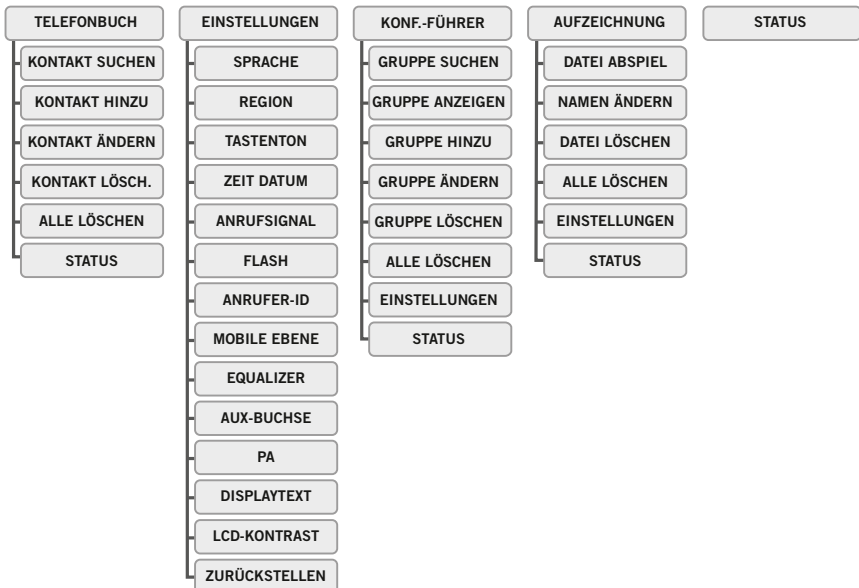 TELEFONBUCH
KONTAKT SUCHEN
KONTAKT HINZU
KONTAKT ÄNDERN
KONTAKT LÖSCH.
ALLE LÖSCHEN
STATUS
EINSTELLUNGEN
SPRACHE
REGION
TASTENTON
ZEIT DATUM
ANRUFSIGNAL
FLASH
ANRUFER-ID
MOBILE EBENE
EQUALIZER
AUX-BUCHSE
PA
DISPLAYTEXT
LCD-KONTRAST
ZURÜCKSTELLEN
KONF.-FÜHRER
GRUPPE SUCHEN
GRUPPE ANZEIGEN
GRUPPE HINZU
GRUPPE ÄNDERN
GRUPPE LÖSCHEN
ALLE LÖSCHEN
EINSTELLUNGEN
STATUS
AUFZEICHNUNG
DATEI ABSPIEL
NAMEN ÄNDERN
DATEI LÖSCHEN
ALLE LÖSCHEN
EINSTELLUNGEN
STATUS
STATUS